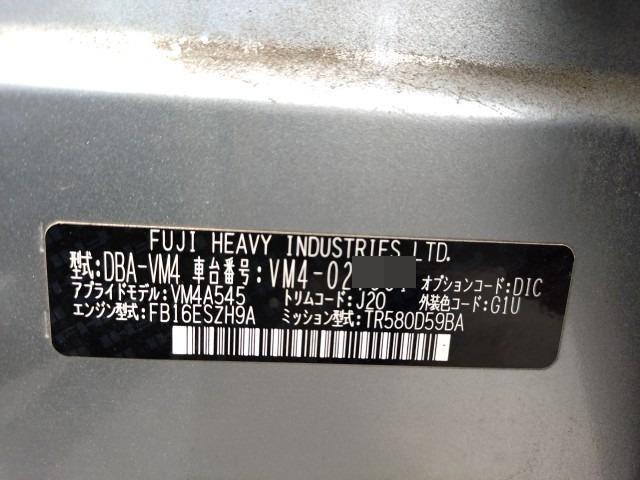 FUJI HEAVY INDUSTRIES LTD.
型式:DBA-VM4 車台番号:VM4-02 オプションコード:DIC
アプライドモデル:VM4A545 トリムコード:J20 外装色コード:G1U
エンジン型式:FB16ESZH9A ミッション型式:TR580D59BA